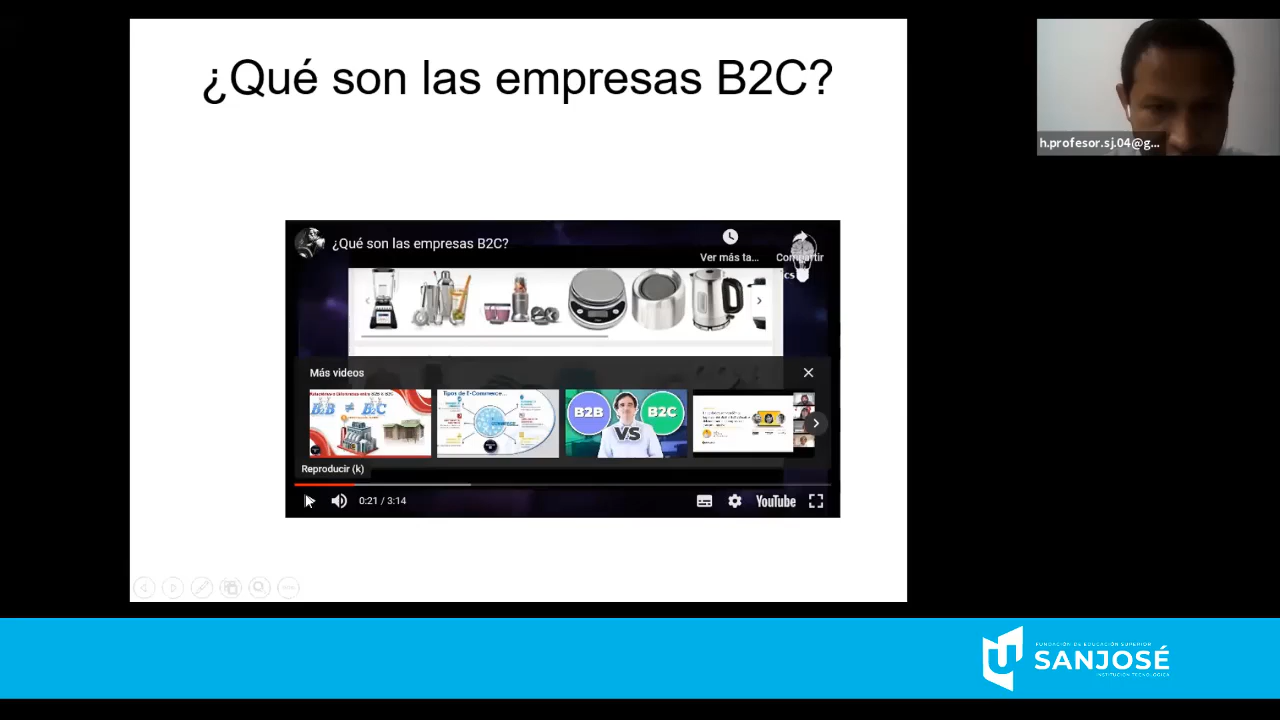 ¿Qué son las empresas B2C?
h.profesor.sj.04@g...
¿Qué son las empresas B2C?
Ver más ta...
Compartir
cs
Más videos
B2B ≠ B2C
Tipos de E-Commerce...
B2B
VS
B2C
Reproducir (k)
0:21 / 3:14
YouTube
FUNDACIÓN DE EDUCACIÓN SUPERIOR
SANJOSÉ
INSTITUCIÓN TECNOLÓGICA